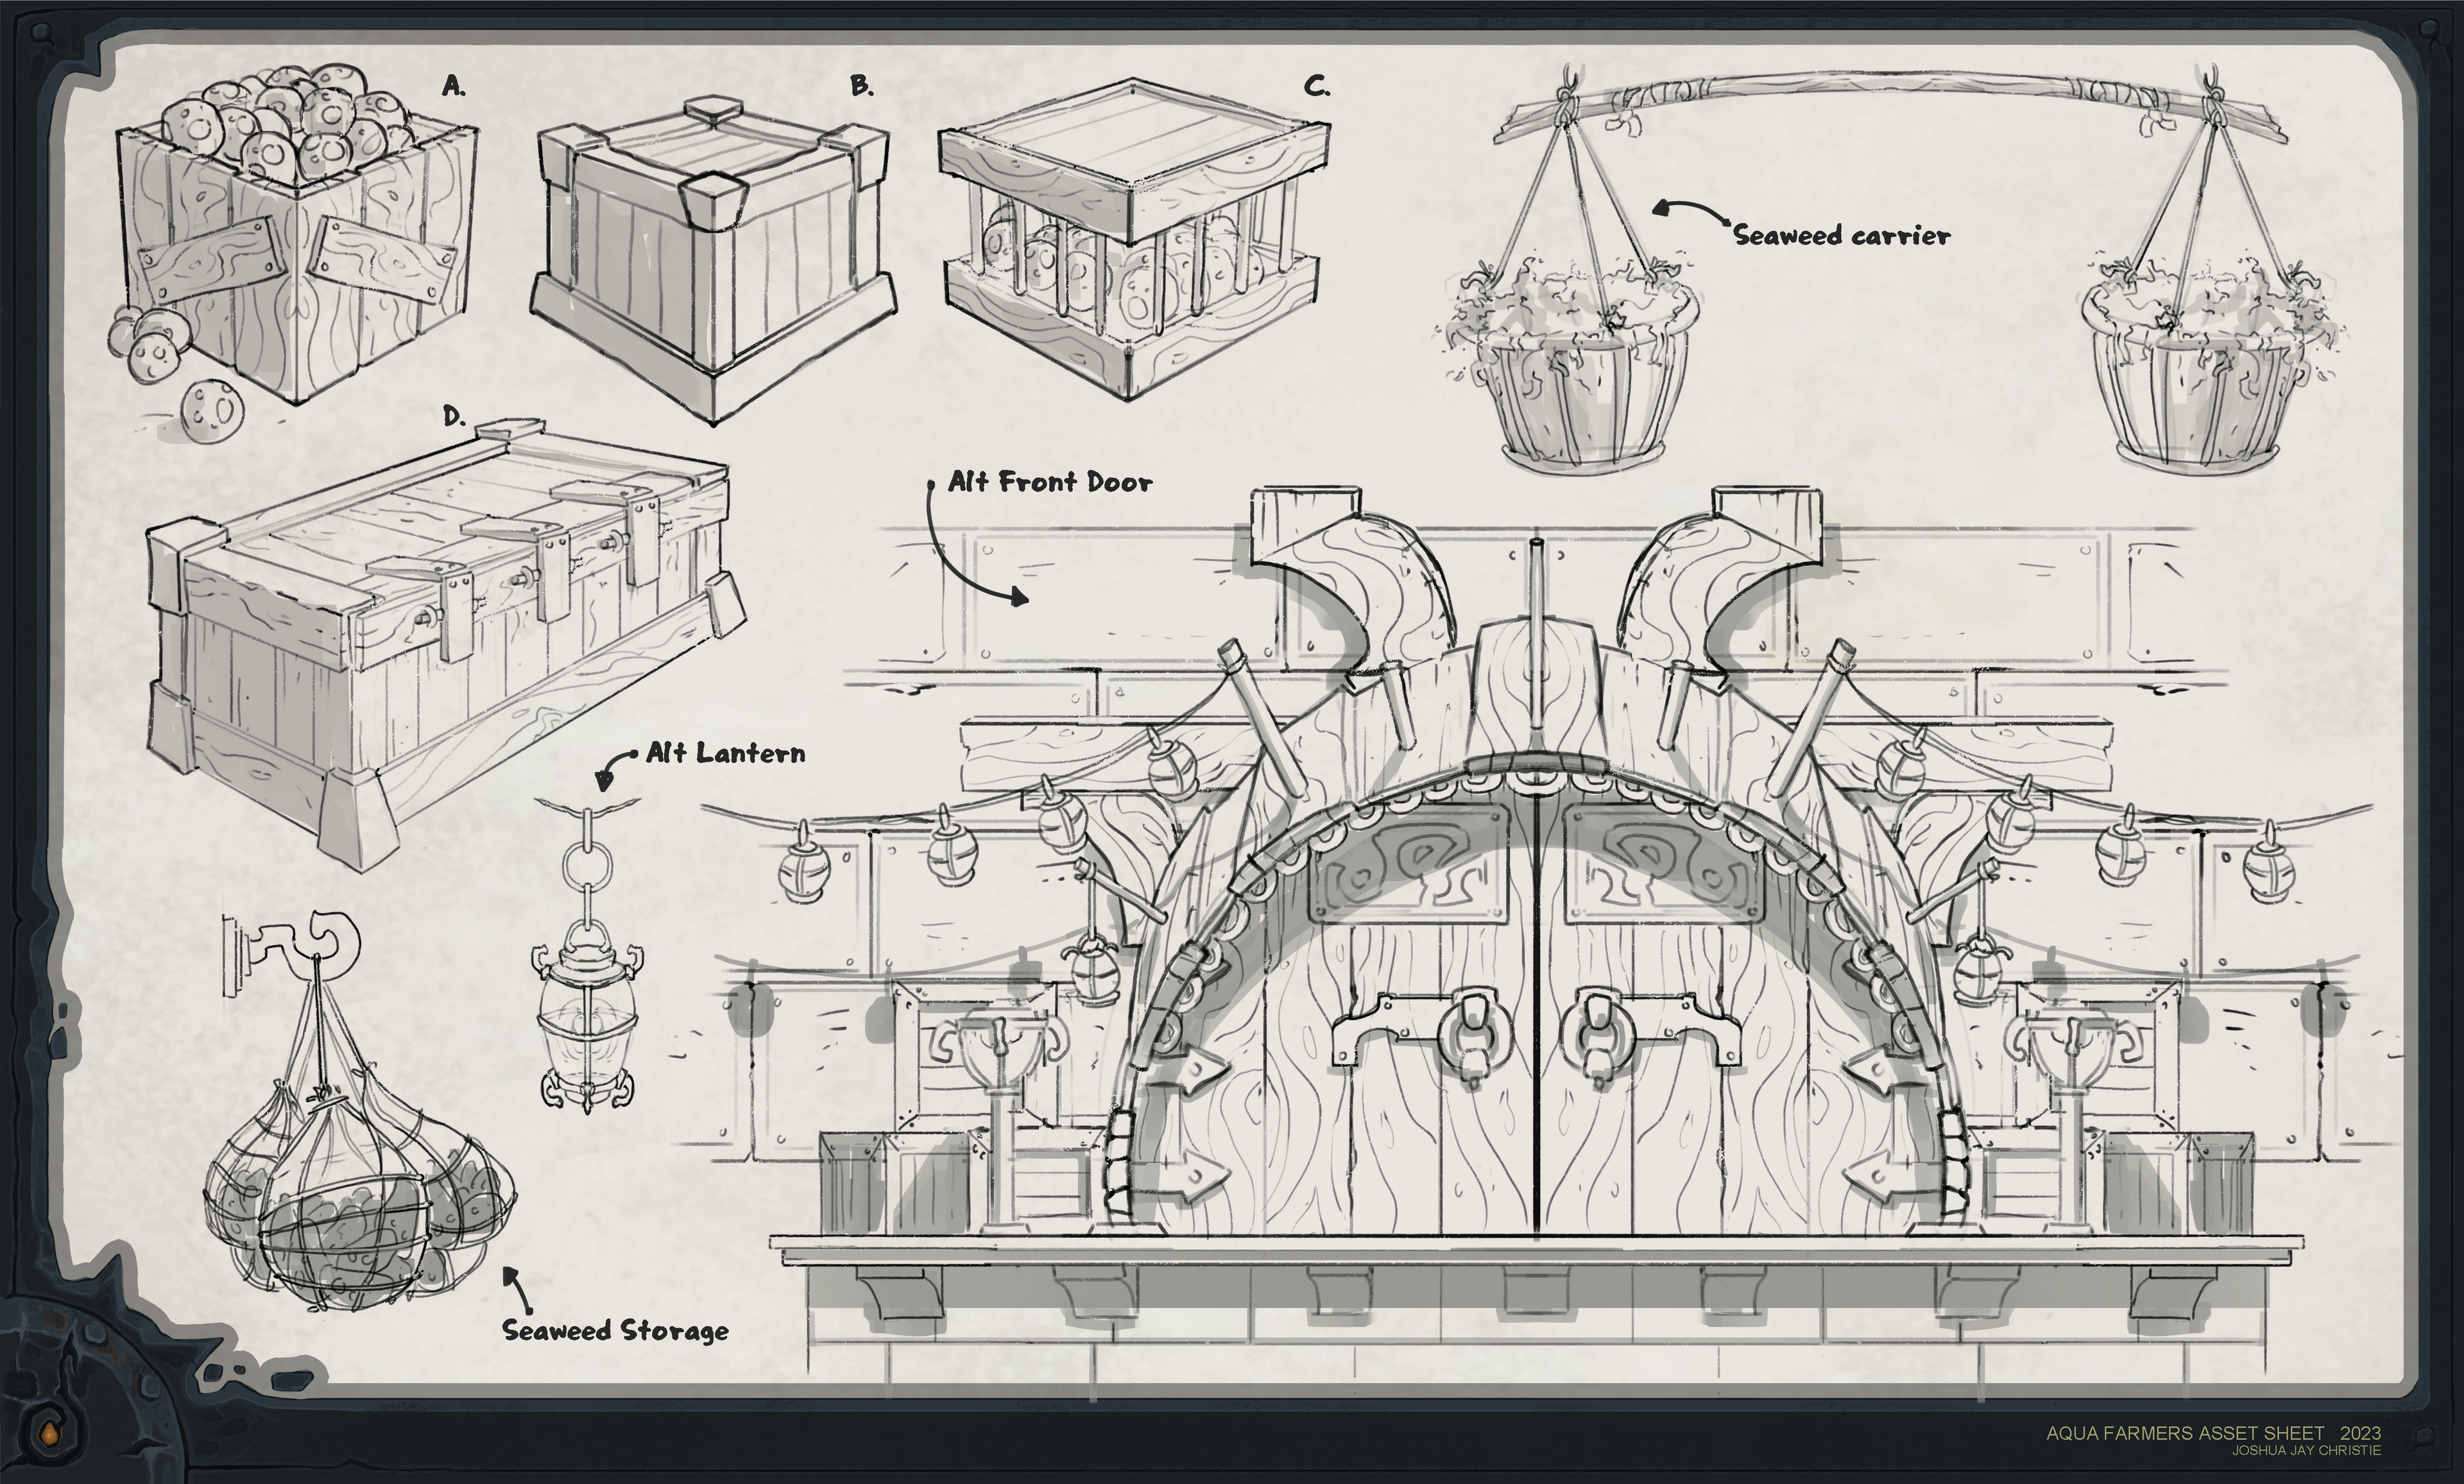 A.
B.
C.
Seaweed carrier
D.
Alt Front Door
Alt Lantern
Seaweed Storage
AQUA FARMERS ASSET SHEET 2023
JOSHUA JAY CHRISTIE